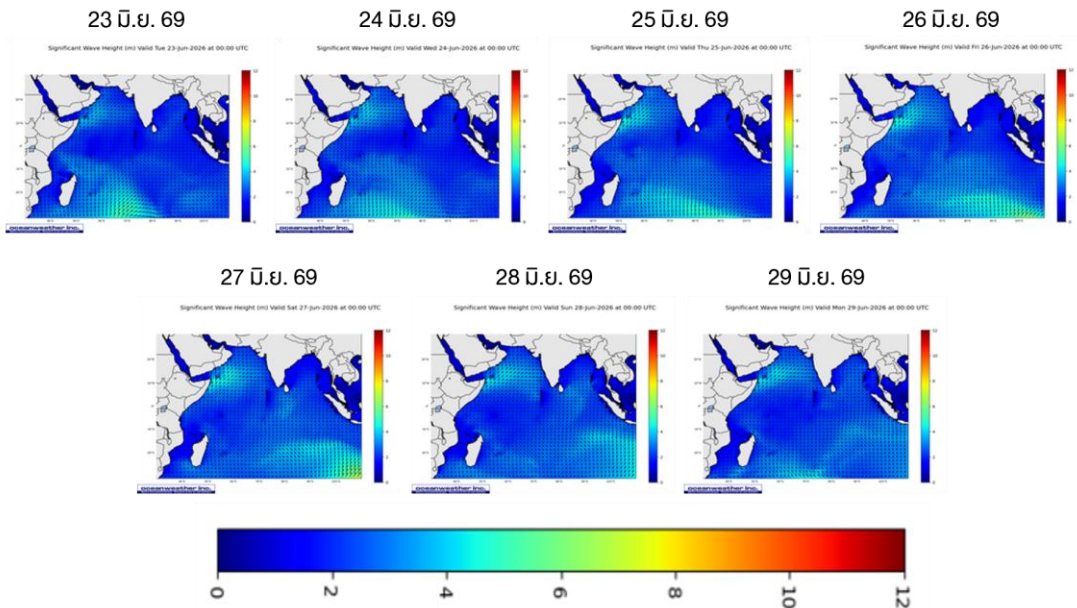 23 มิ.ย. 69
24 มิ.ย. 69
25 มิ.ย. 69
26 มิ.ย. 69
Significant Wave Height (m) Valid Tue 23-Jun-2026 at 00:00 UTC
Significant Wave Height (m) Valid Wed 24-Jun-2026 at 00:00 UTC
Significant Wave Height (m) Valid Thu 25-Jun-2026 at 00:00 UTC
Significant Wave Height (m) Valid Fri 26-Jun-2026 at 00:00 UTC
oceanweather inc.
oceanweather inc.
oceanweather inc.
oceanweather inc.
27 มิ.ย. 69
28 มิ.ย. 69
29 มิ.ย. 69
Significant Wave Height (m) Valid Sat 27-Jun-2026 at 00:00 UTC
Significant Wave Height (m) Valid Sun 28-Jun-2026 at 00:00 UTC
Significant Wave Height (m) Valid Mon 29-Jun-2026 at 00:00 UTC
oceanweather inc.
oceanweather inc.
oceanweather inc.
0 2 4 6 8 10 12